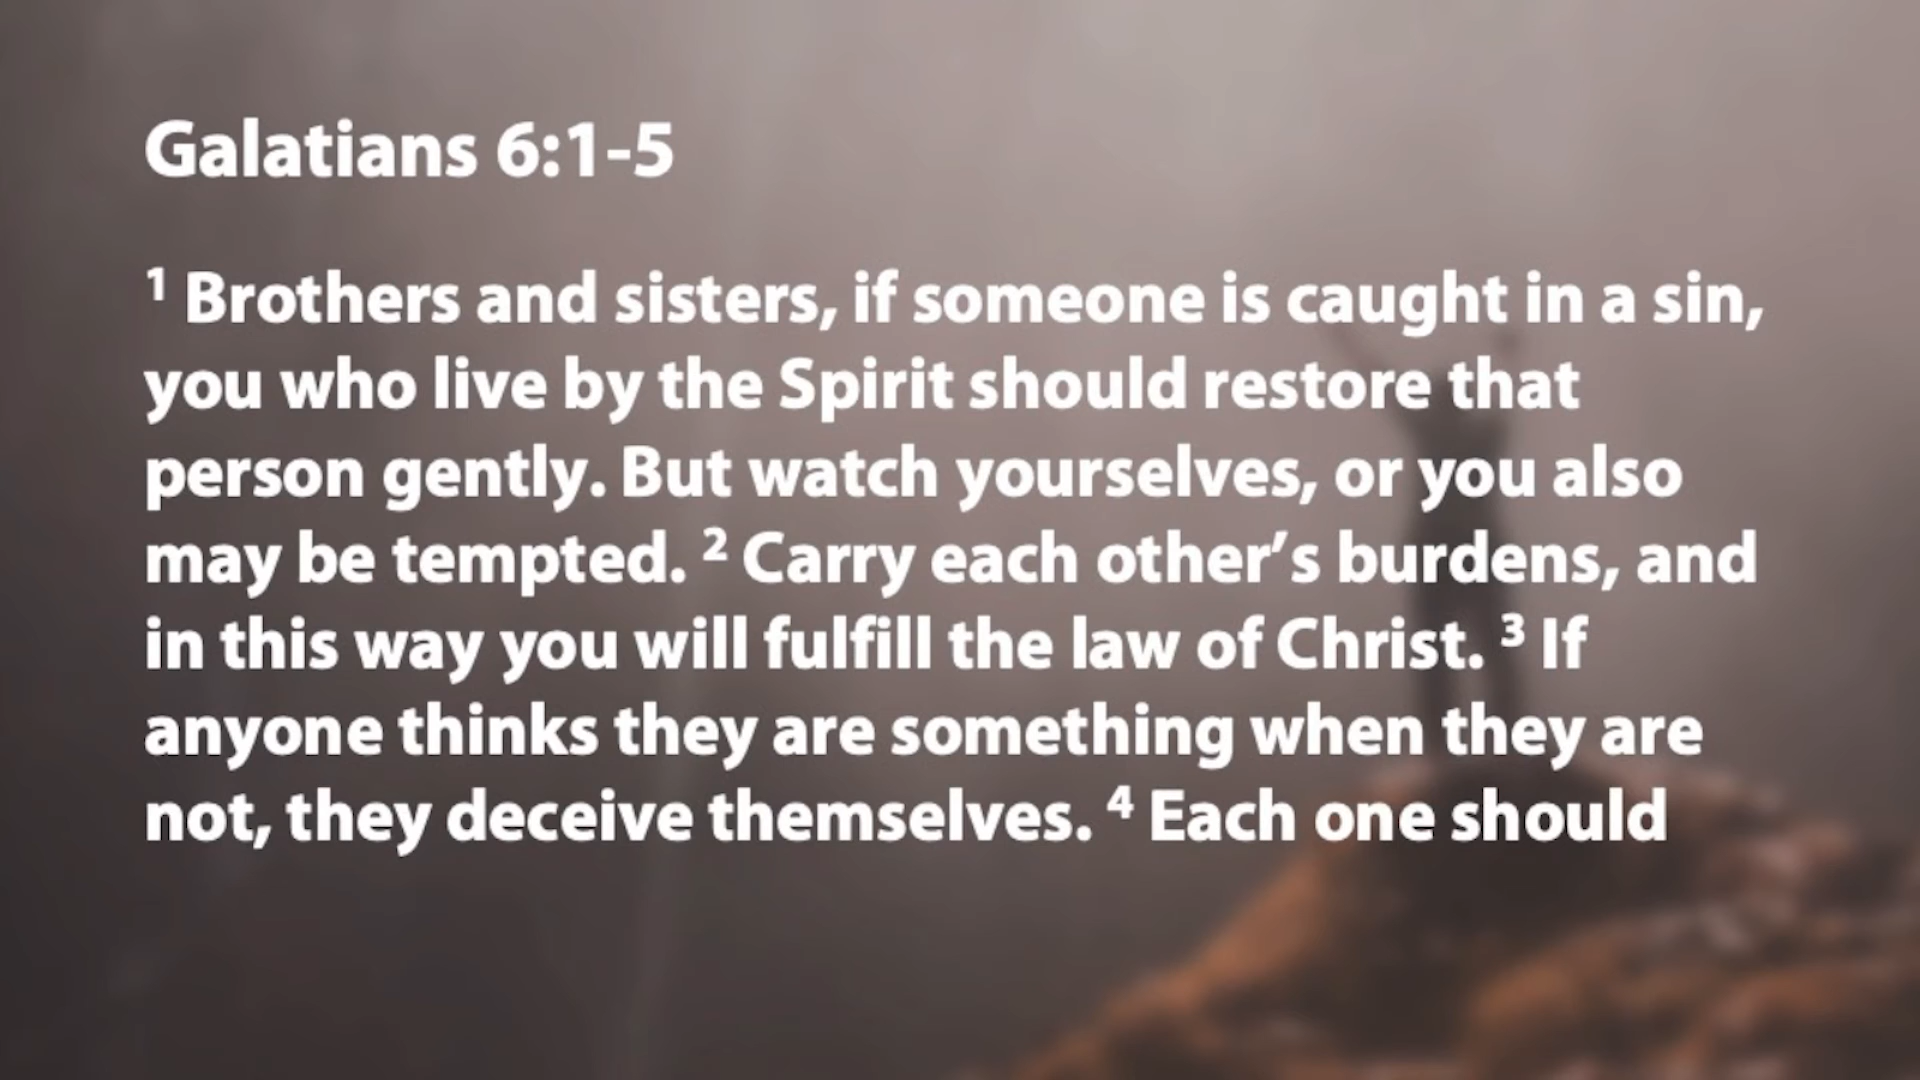 Galatians 6:1-5
1 Brothers and sisters, if someone is caught in a sin,
you who live by the Spirit should restore that
person gently. But watch yourselves, or you also
may be tempted. 2 Carry each other’s burdens, and
in this way you will fulfill the law of Christ. 3 If
anyone thinks they are something when they are
not, they deceive themselves. 4 Each one should